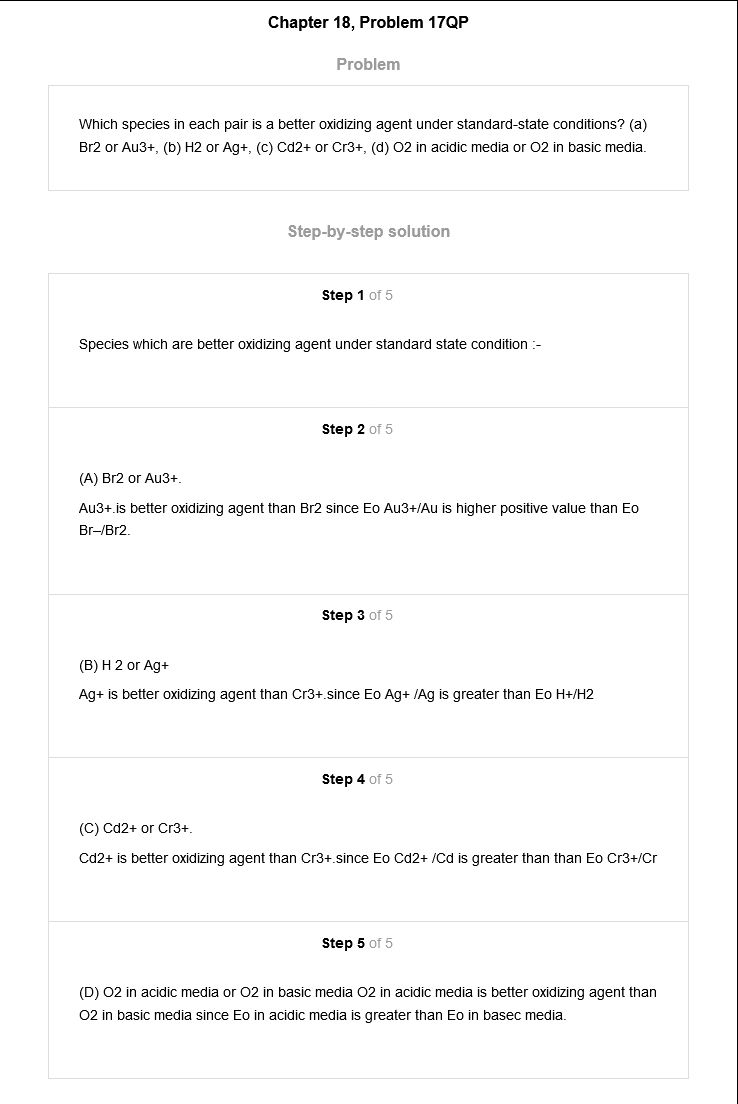 Chapter 18, Problem 17QP
Problem
Which species in each pair is a better oxidizing agent under standard-state conditions? (a)
Br2 or Au3+, (b) H2 or Ag+, (c) Cd2+ or Cr3+, (d) O2 in acidic media or O2 in basic media.
Step-by-step solution
Step 1 of 5
Species which are better oxidizing agent under standard state condition :-
Step 2 of 5
(A) Br2 or Au3+.
Au3+.is better oxidizing agent than Br2 since Eo Au3+/Au is higher positive value than Eo
Br–/Br2.
Step 3 of 5
(B) H 2 or Ag+
Ag+ is better oxidizing agent than Cr3+.since Eo Ag+ /Ag is greater than Eo H+/H2
Step 4 of 5
(C) Cd2+ or Cr3+.
Cd2+ is better oxidizing agent than Cr3+.since Eo Cd2+ /Cd is greater than than Eo Cr3+/Cr
Step 5 of 5
(D) O2 in acidic media or O2 in basic media O2 in acidic media is better oxidizing agent than
O2 in basic media since Eo in acidic media is greater than Eo in basec media.